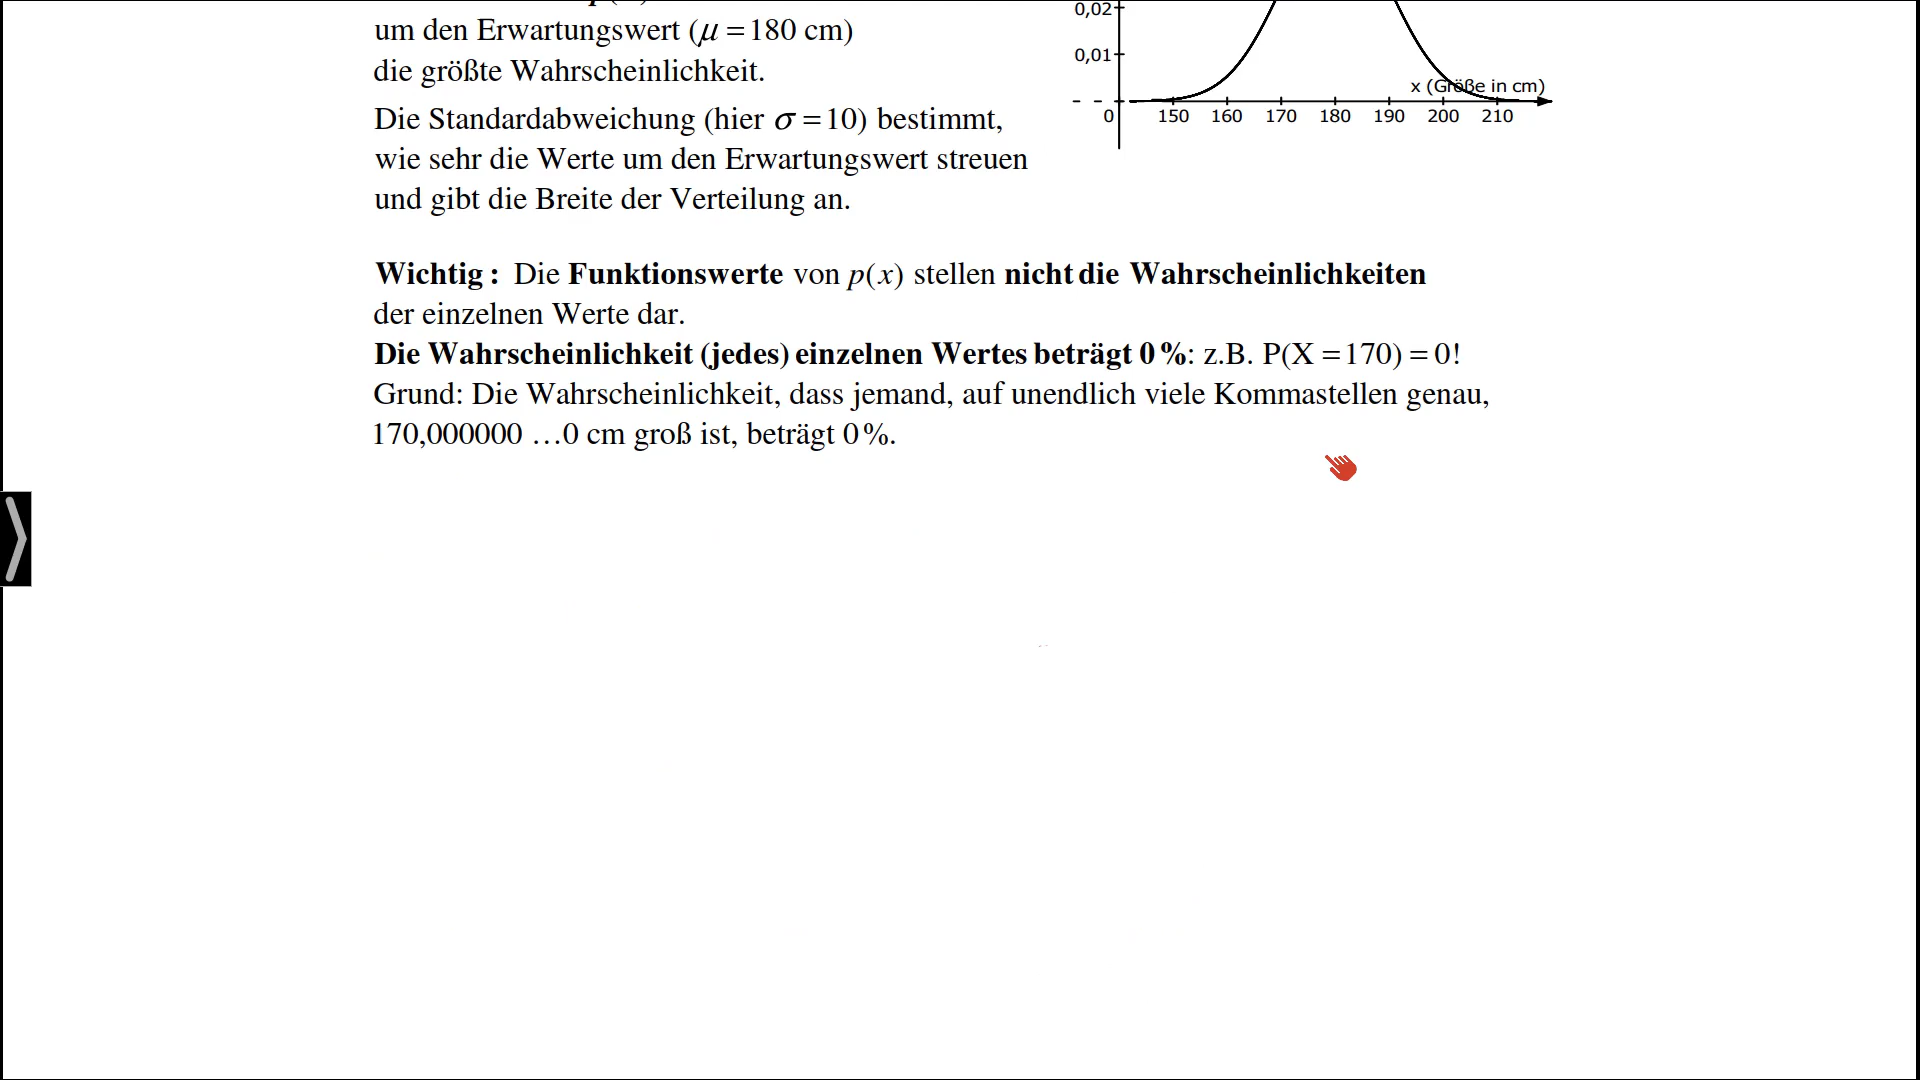 um den Erwartungswert (μ = 180 cm)
die größte Wahrscheinlichkeit.
Die Standardabweichung (hier σ = 10) bestimmt,
wie sehr die Werte um den Erwartungswert streuen
und gibt die Breite der Verteilung an.
0,02
0,01
x (Größe in cm)
0 150 160 170 180 190 200 210
Wichtig : Die Funktionswerte von p(x) stellen nicht die Wahrscheinlichkeiten
der einzelnen Werte dar.
Die Wahrscheinlichkeit (jedes) einzelnen Wertes beträgt 0 %: z.B. P(X = 170) = 0!
Grund: Die Wahrscheinlichkeit, dass jemand, auf unendlich viele Kommastellen genau,
170,000000 …0 cm groß ist, beträgt 0 %.